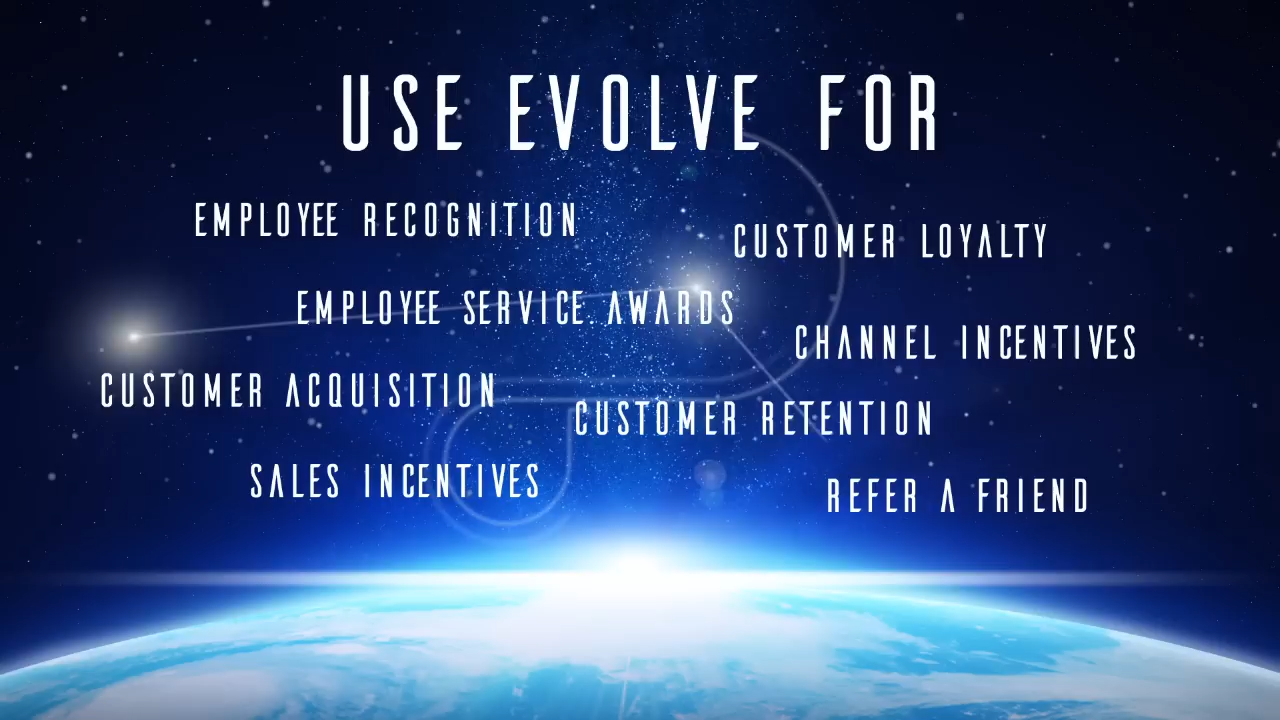 USE EVOLVE FOR
EMPLOYEE RECOGNITION
CUSTOMER LOYALTY
EMPLOYEE SERVICE AWARDS
CHANNEL INCENTIVES
CUSTOMER ACQUISITION
CUSTOMER RETENTION
SALES INCENTIVES
REFER A FRIEND